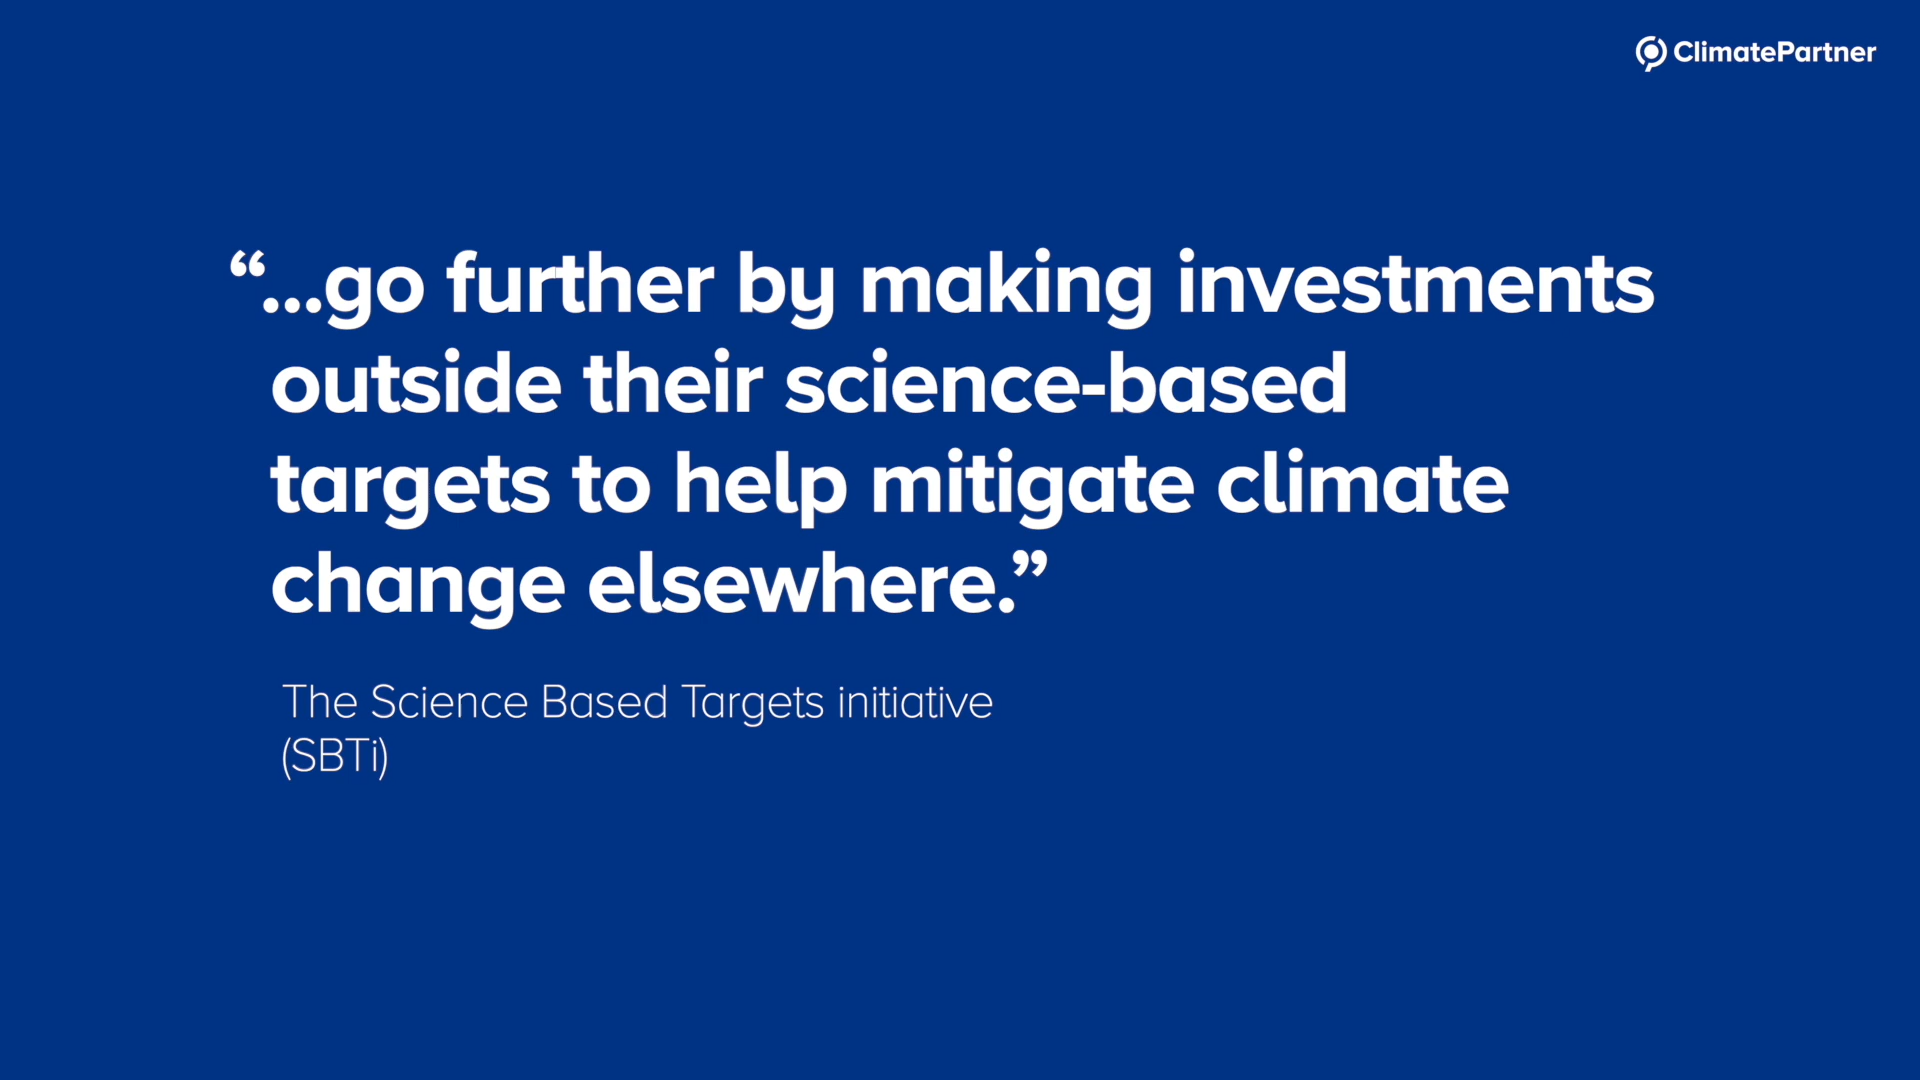 ClimatePartner
“...go further by making investments
outside their science-based
targets to help mitigate climate
change elsewhere.”
The Science Based Targets initiative
(SBTi)